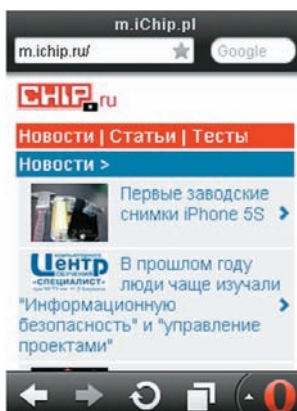 m.iChip.pl
m.ichip.ru/ Google
CHIP.ru
Новости | Статьи | Тесты
Новости >
Первые заводские
снимки iPhone 5S
Центр
ОБУЧЕНИЯ
«СПЕЦИАЛИСТ»
В прошлом году
люди чаще изучали
"Информационную
безопасность" и "управление
проектами"